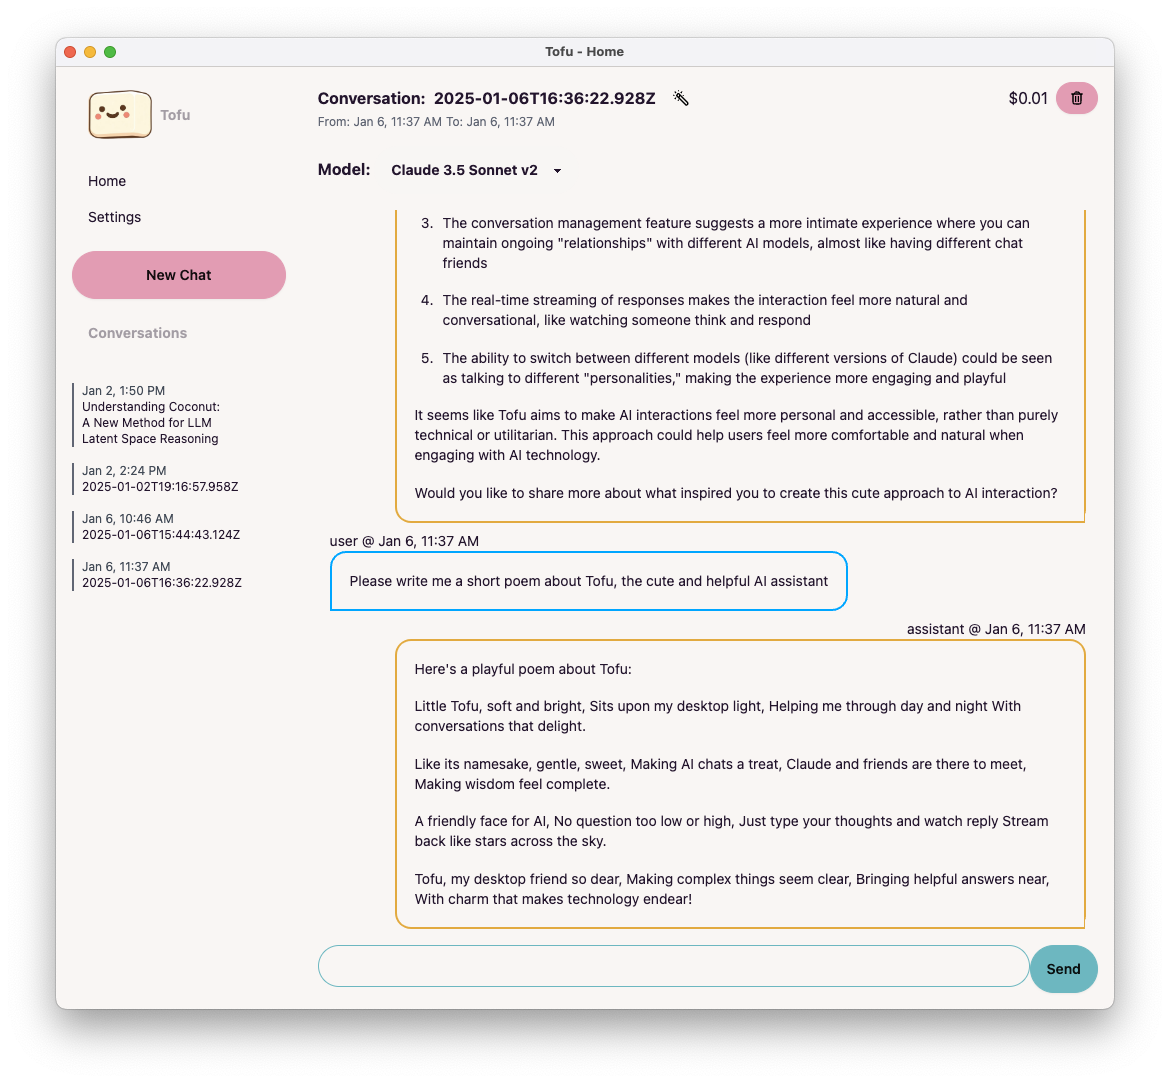 Tofu - Home
Tofu
Home
Settings
New Chat
Conversations
Jan 2, 1:50 PM
Understanding Coconut:
A New Method for LLM
Latent Space Reasoning
Jan 2, 2:24 PM
2025-01-02T19:16:57.958Z
Jan 6, 10:46 AM
2025-01-06T15:44:43.124Z
Jan 6, 11:37 AM
2025-01-06T16:36:22.928Z
Conversation: 2025-01-06T16:36:22.928Z
$0.01
From: Jan 6, 11:37 AM To: Jan 6, 11:37 AM
Model: Claude 3.5 Sonnet v2
3. The conversation management feature suggests a more intimate experience where you can
maintain ongoing "relationships" with different AI models, almost like having different chat
friends
4. The real-time streaming of responses makes the interaction feel more natural and
conversational, like watching someone think and respond
5. The ability to switch between different models (like different versions of Claude) could be seen
as talking to different "personalities," making the experience more engaging and playful
It seems like Tofu aims to make AI interactions feel more personal and accessible, rather than purely
technical or utilitarian. This approach could help users feel more comfortable and natural when
engaging with AI technology.
Would you like to share more about what inspired you to create this cute approach to AI interaction?
user @ Jan 6, 11:37 AM
Please write me a short poem about Tofu, the cute and helpful AI assistant
assistant @ Jan 6, 11:37 AM
Here's a playful poem about Tofu:
Little Tofu, soft and bright, Sits upon my desktop light, Helping me through day and night With
conversations that delight.
Like its namesake, gentle, sweet, Making AI chats a treat, Claude and friends are there to meet,
Making wisdom feel complete.
A friendly face for AI, No question too low or high, Just type your thoughts and watch reply Stream
back like stars across the sky.
Tofu, my desktop friend so dear, Making complex things seem clear, Bringing helpful answers near,
With charm that makes technology endear!
Send